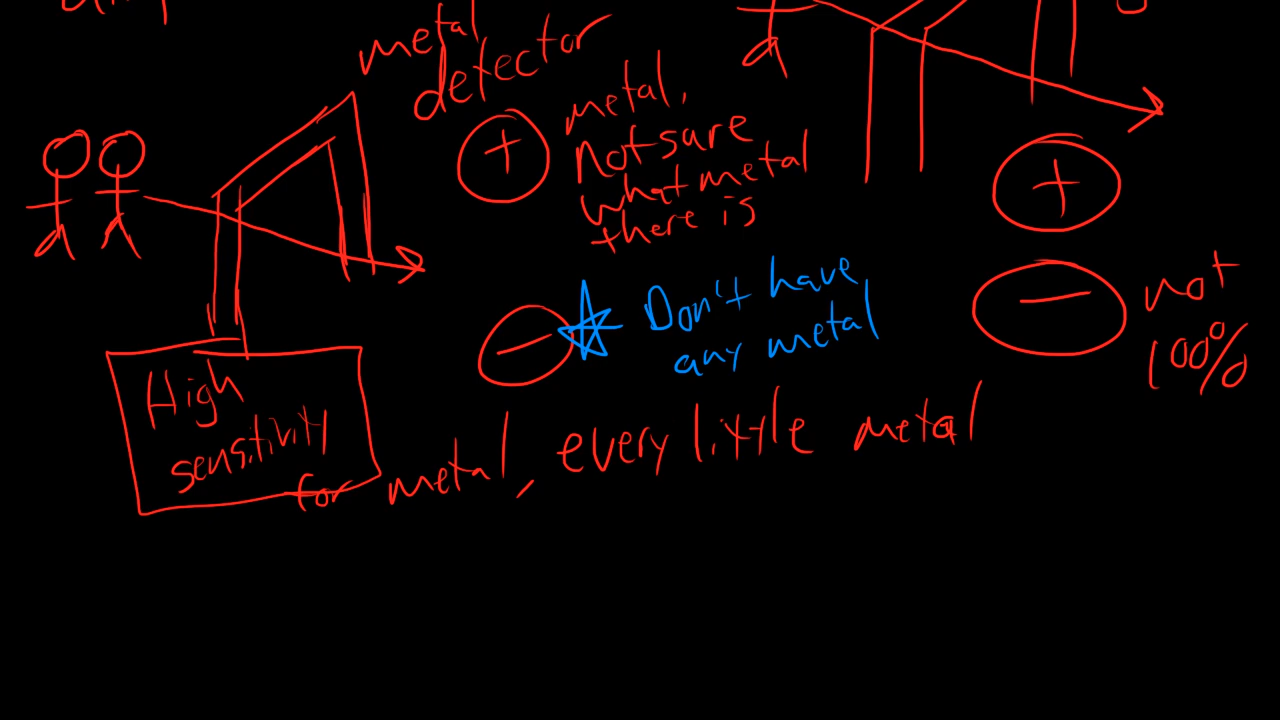 metal
detector
+
metal,
not sure
what metal
there is
-
Don't have
any metal
High
sensitivity
for metal, every little metal
+
-
not
100%